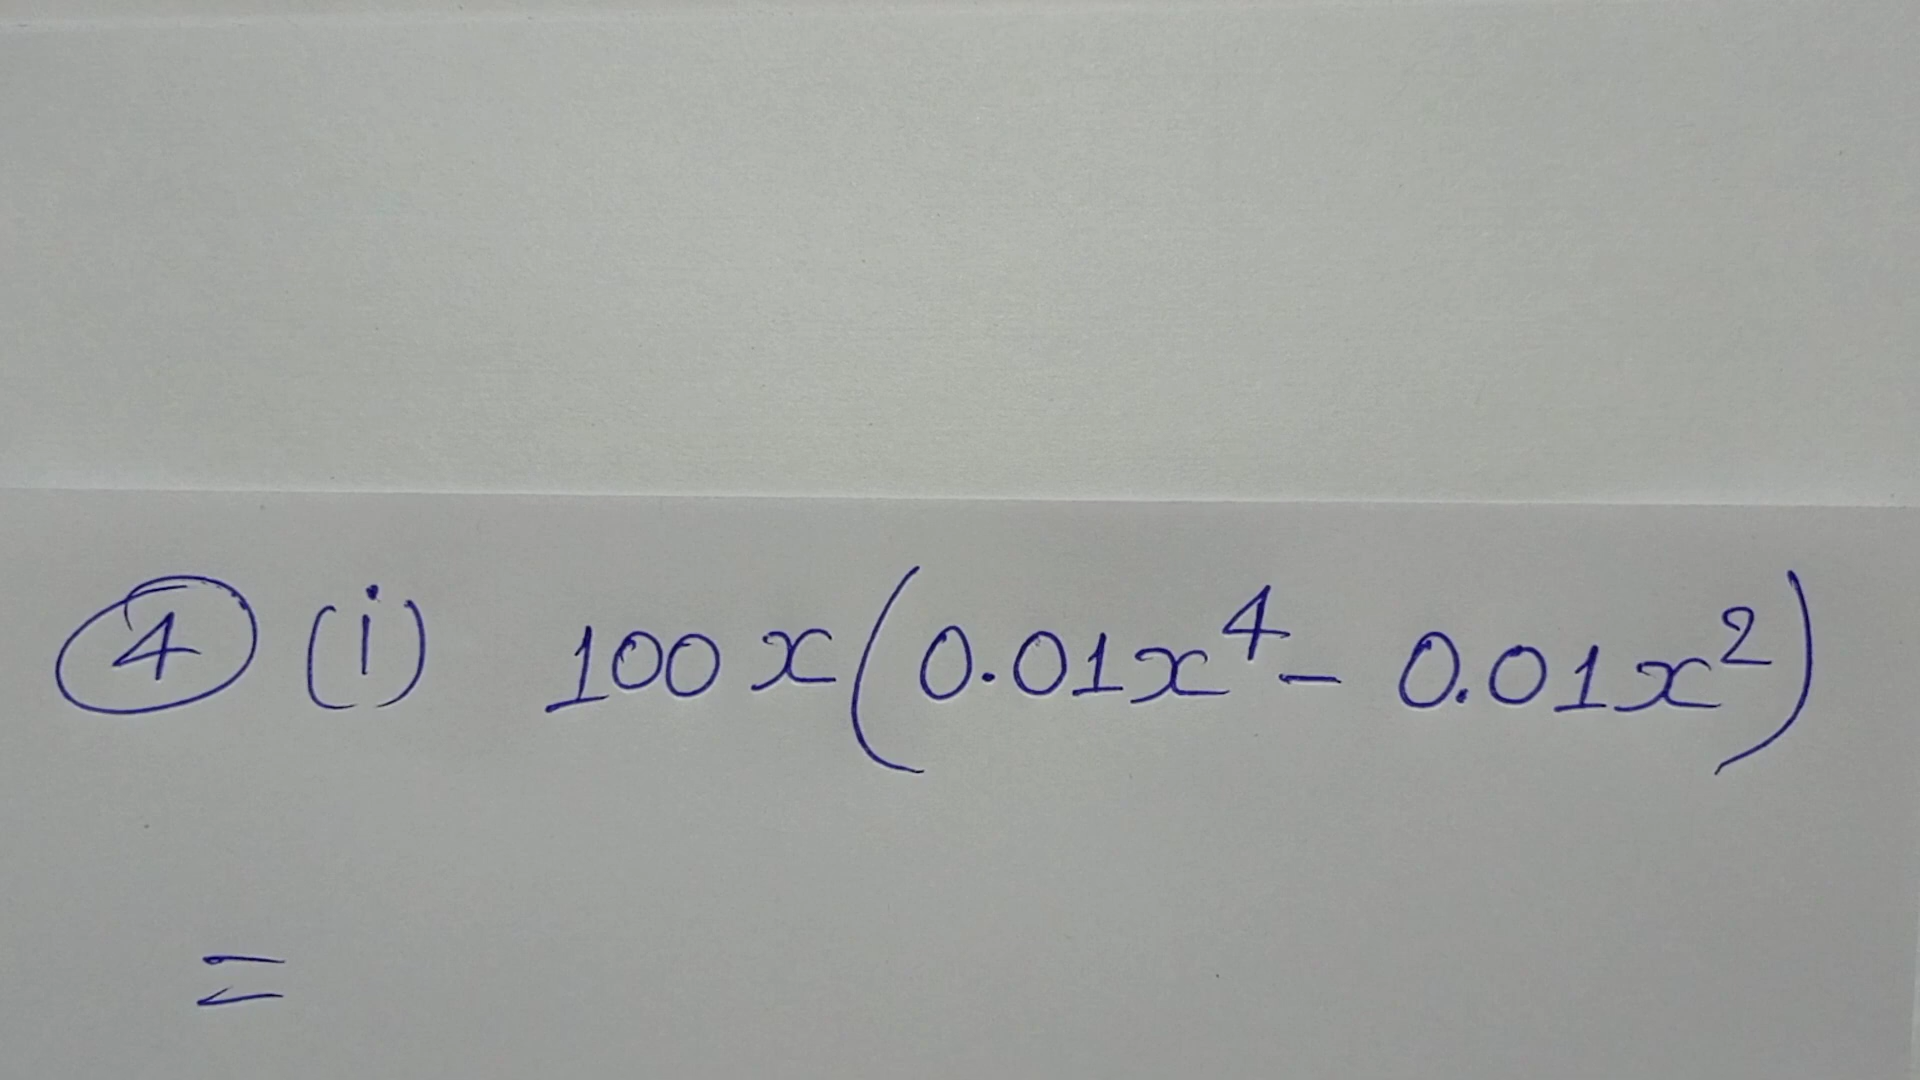 ④ (i) 100x(0.01x⁴ - 0.01x²)
=